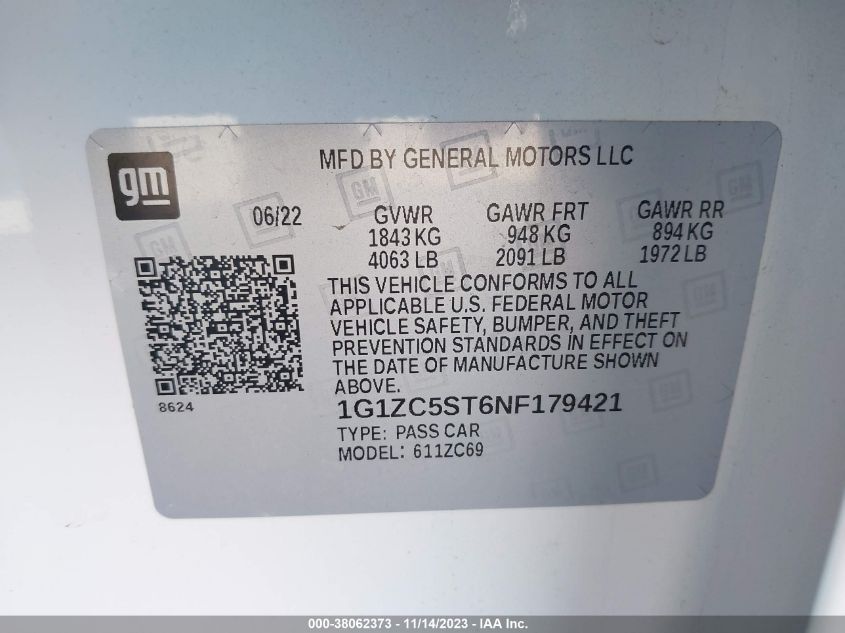 gm
MFD BY GENERAL MOTORS LLC
06/22 GVWR GAWR FRT GAWR RR
1843 KG 948 KG 894 KG
4063 LB 2091 LB 1972 LB
THIS VEHICLE CONFORMS TO ALL
APPLICABLE U.S. FEDERAL MOTOR
VEHICLE SAFETY, BUMPER, AND THEFT
PREVENTION STANDARDS IN EFFECT ON
THE DATE OF MANUFACTURE SHOWN
ABOVE.
8624
1G1ZC5ST6NF179421
TYPE: PASS CAR
MODEL: 611ZC69
000-38062373 - 11/14/2023 - IAA Inc.